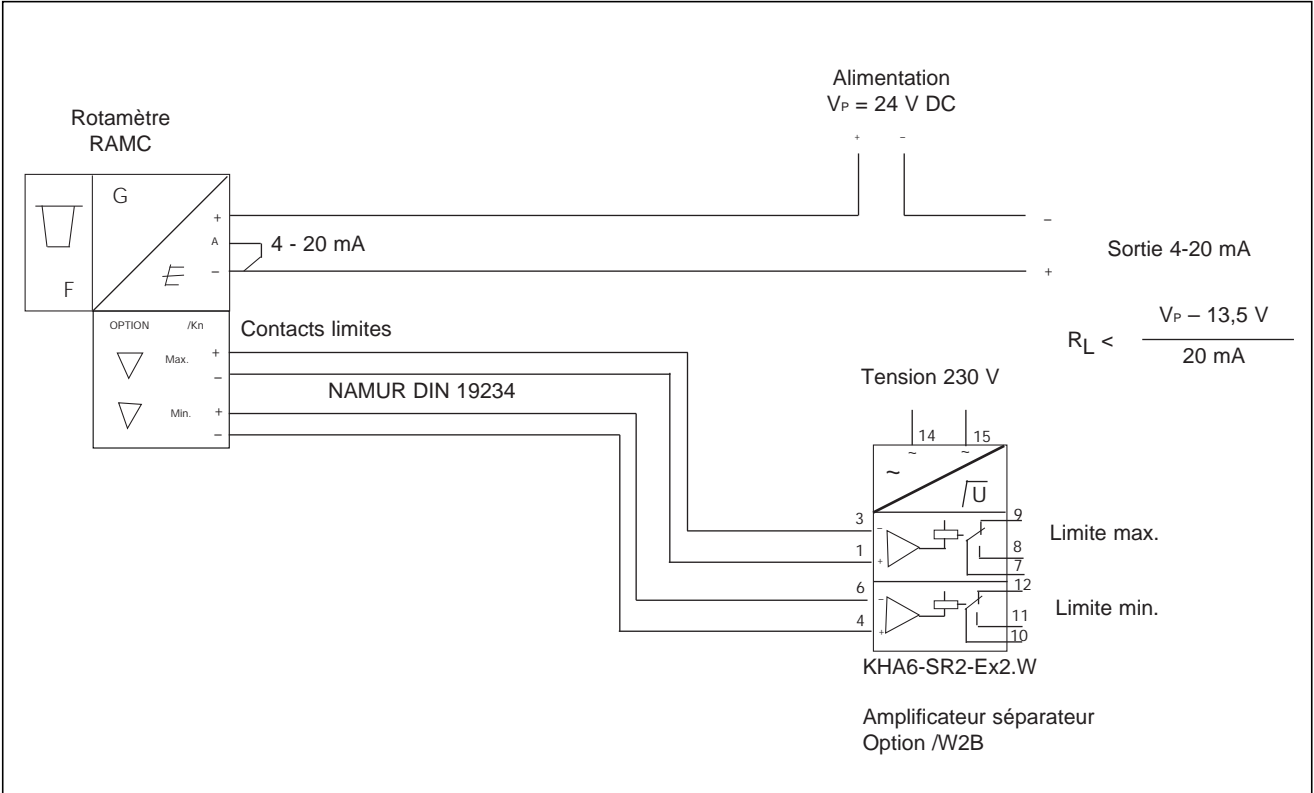 Alimentation
VP = 24 V DC
+ −
Rotamètre
RAMC
G
F
E
+
A
−
4 - 20 mA
−
+
Sortie 4-20 mA
RL < VP – 13,5 V
20 mA
OPTION /Kn
Max. +
−
Min. +
−
Contacts limites
NAMUR DIN 19234
Tension 230 V
14 15
~ ~
~
U
3 −
1 +
9
8
7
Limite max.
6 −
4 +
12
11
10
Limite min.
KHA6-SR2-Ex2.W
Amplificateur séparateur
Option /W2B